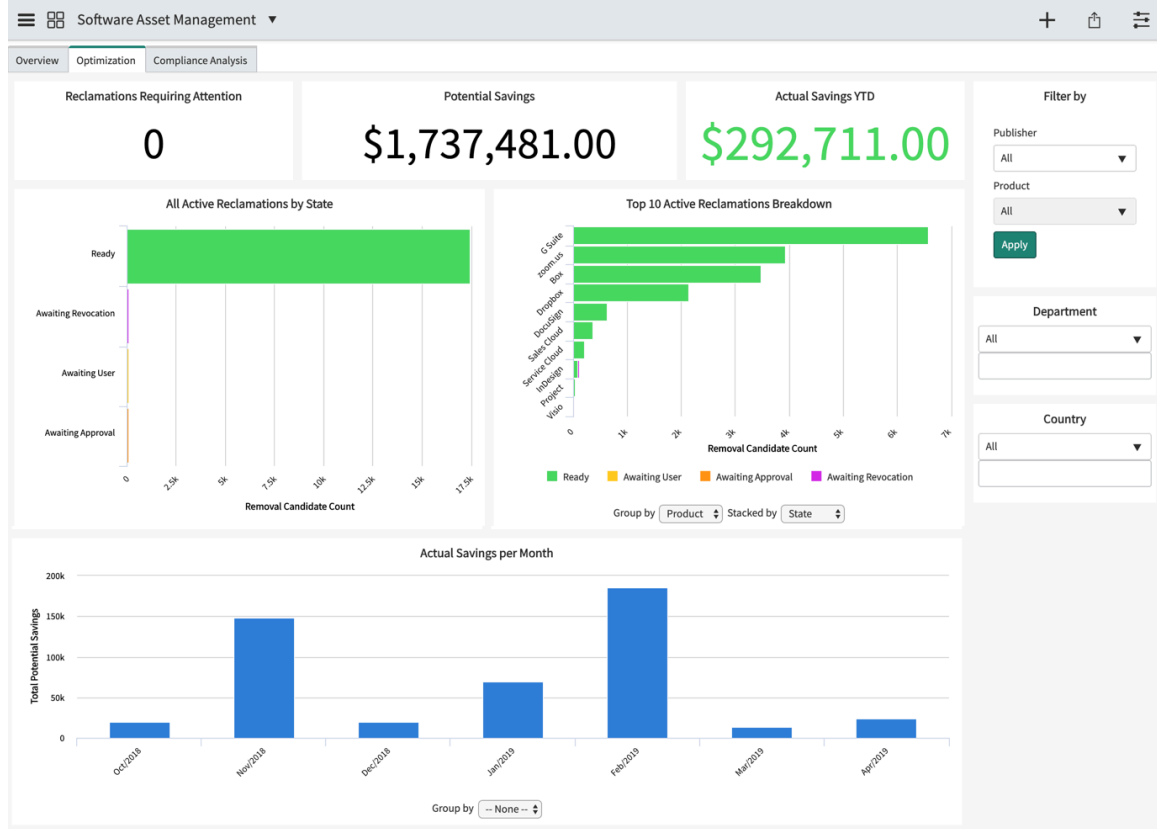 Software Asset Management
Overview
Optimization
Compliance Analysis
Reclamations Requiring Attention
0
Potential Savings
$1,737,481.00
Actual Savings YTD
$292,711.00
Filter by
Publisher
All
Product
All
Apply
Department
All
Country
All
All Active Reclamations by State
Ready
Awaiting Revocation
Awaiting User
Awaiting Approval
0
2.5k
5k
7.5k
10k
12.5k
15k
17.5k
Removal Candidate Count
Top 10 Active Reclamations Breakdown
G Suite
zoom.us
Box
Dropbox
DocuSign
Sales Cloud
Service Cloud
InDesign
Project
Visio
0
1k
2k
3k
4k
5k
6k
7k
Removal Candidate Count
Ready
Awaiting User
Awaiting Approval
Awaiting Revocation
Group by Product Stacked by State
Actual Savings per Month
Total Potential Savings
200k
150k
100k
50k
0
Oct/2018
Nov/2018
Dec/2018
Jan/2019
Feb/2019
Mar/2019
Apr/2019
Group by -- None --